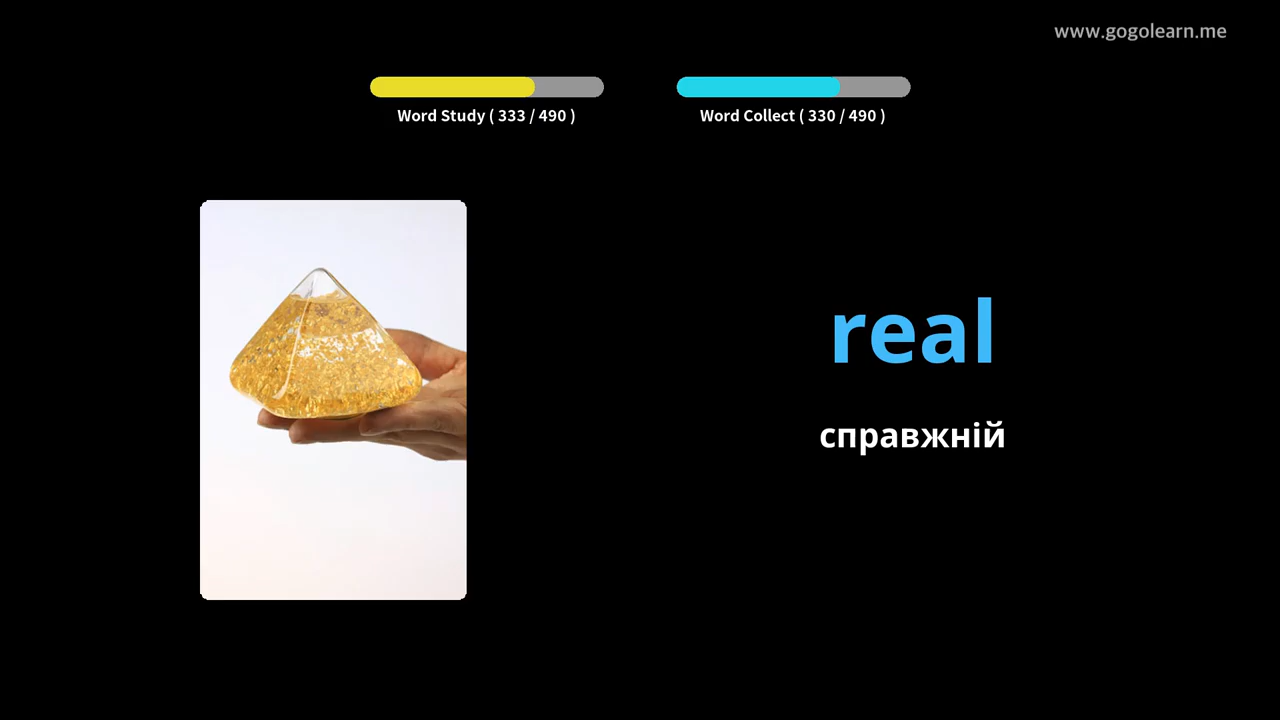 www.gogolearn.me
Word Study ( 333 / 490 )
Word Collect ( 330 / 490 )
real
справжній